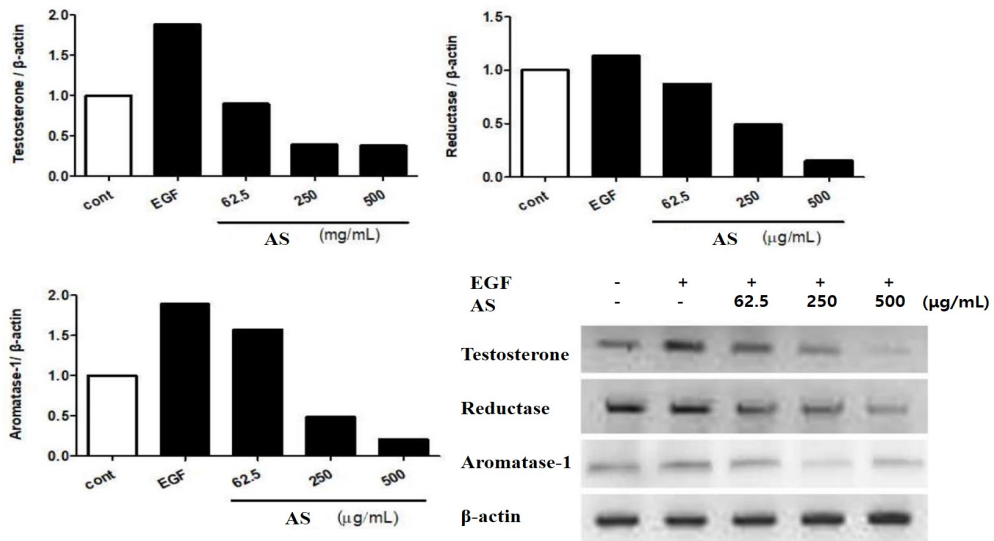 Testosterone / β-actin
2.0
1.5
1.0
0.5
0.0
cont
EGF
62.5
250
500
AS (mg/mL)
Reductase / β-actin
1.5
1.0
0.5
0.0
cont
EGF
62.5
250
500
AS (μg/mL)
Aromatase-1/ β-actin
2.0
1.5
1.0
0.5
0.0
cont
EGF
62.5
250
500
AS (μg/mL)
EGF - + + + +
AS - - 62.5 250 500 (μg/mL)
Testosterone
Reductase
Aromatase-1
β-actin